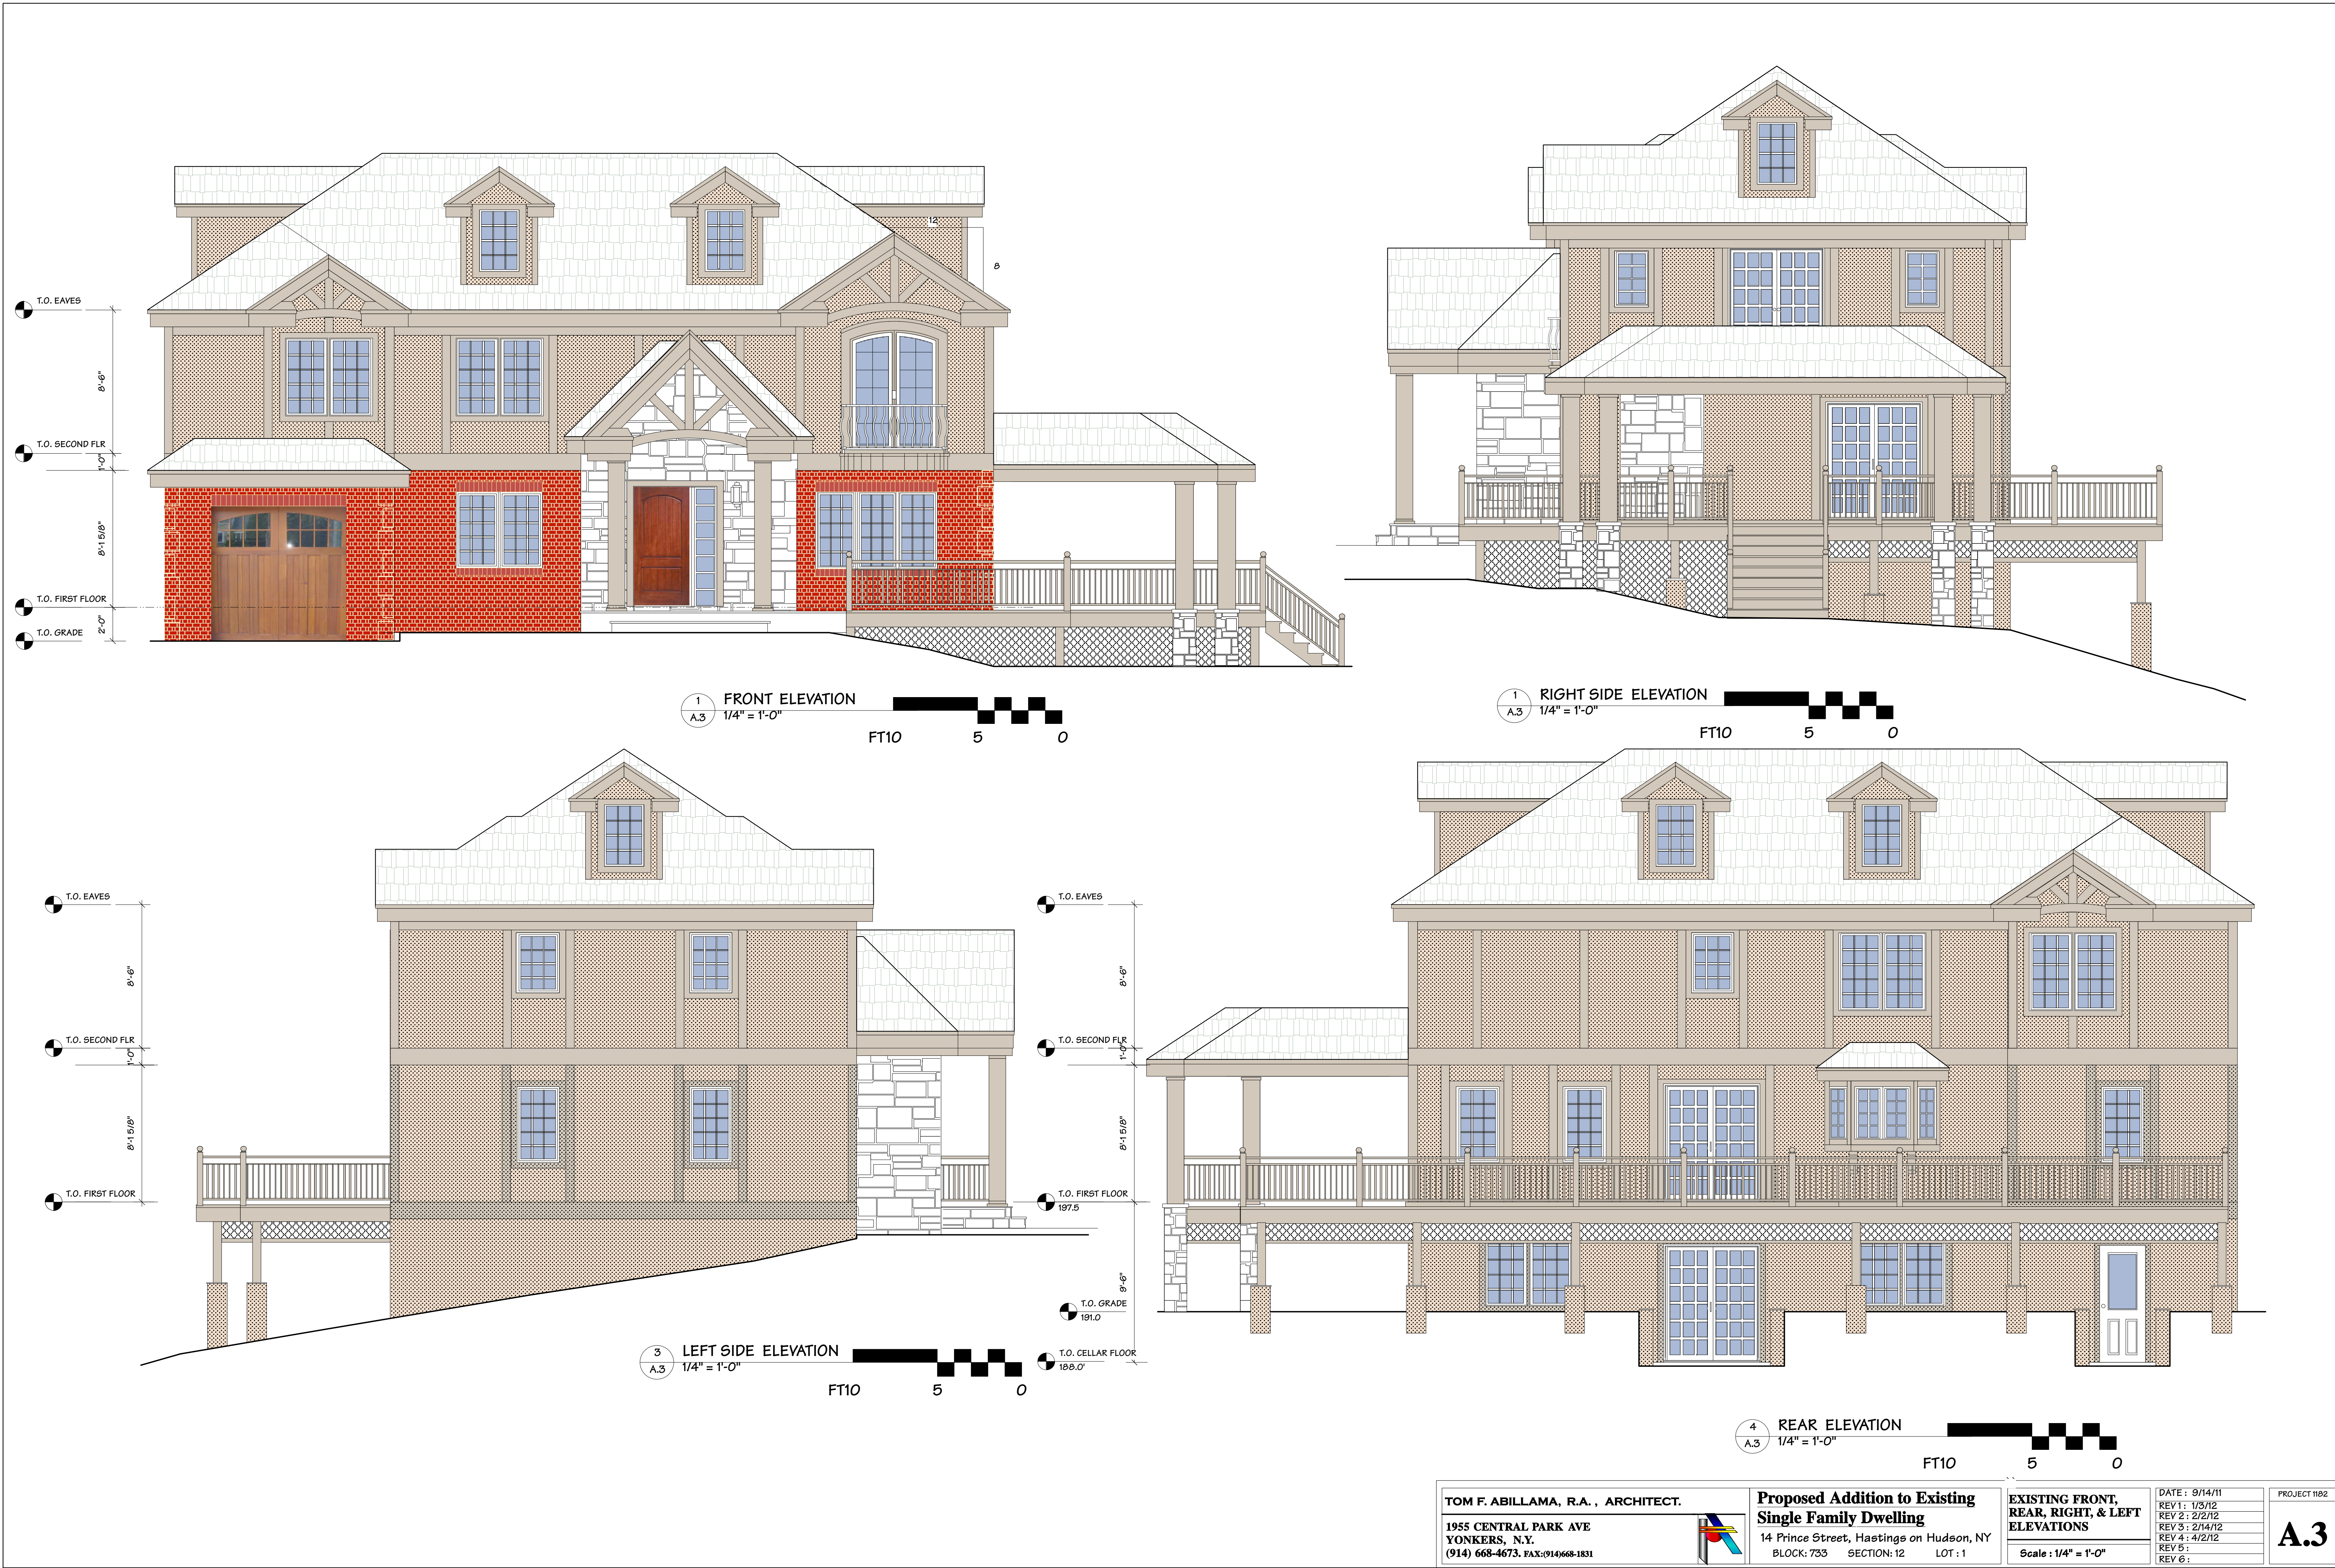 12
8
T.O. EAVES
8'-6"
T.O. SECOND FLR
1'-0"
8'-1 5/8"
T.O. FIRST FLOOR
2'-0"
T.O. GRADE
1
A.3
FRONT ELEVATION
1/4" = 1'-0"
FT10 5 0
1
A.3
RIGHT SIDE ELEVATION
1/4" = 1'-0"
FT10 5 0
T.O. EAVES
8'-6"
T.O. SECOND FLR
1'-0"
8'-1 5/8"
T.O. FIRST FLOOR
3
A.3
LEFT SIDE ELEVATION
1/4" = 1'-0"
FT10 5 0
T.O. EAVES
8'-6"
T.O. SECOND FLR
1'-0"
8'-1 5/8"
T.O. FIRST FLOOR
197.5
9'-6"
T.O. GRADE
191.0
T.O. CELLAR FLOOR
188.0'
4
A.3
REAR ELEVATION
1/4" = 1'-0"
FT10 5 0
TOM F. ABILLAMA, R.A. , ARCHITECT.
1955 CENTRAL PARK AVE
YONKERS, N.Y.
(914) 668-4673. FAX:(914)668-1831
Proposed Addition to Existing
Single Family Dwelling
14 Prince Street, Hastings on Hudson, NY
BLOCK: 733 SECTION: 12 LOT : 1
EXISTING FRONT,
REAR, RIGHT, & LEFT
ELEVATIONS
Scale : 1/4" = 1'-0"
DATE : 9/14/11
REV 1 : 1/3/12
REV 2 : 2/2/12
REV 3 : 2/14/12
REV 4 : 4/2/12
REV 5 :
REV 6 :
PROJECT 1182
A.3